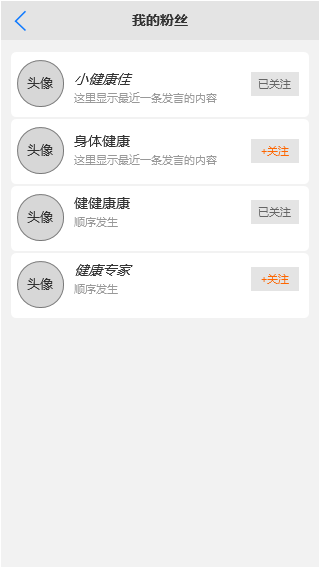 我的粉丝
头像
小健康佳
这里显示最近一条发言的内容
已关注
头像
身体健康
这里显示最近一条发言的内容
+关注
头像
健健康康
顺序发生
已关注
头像
健康专家
顺序发生
+关注